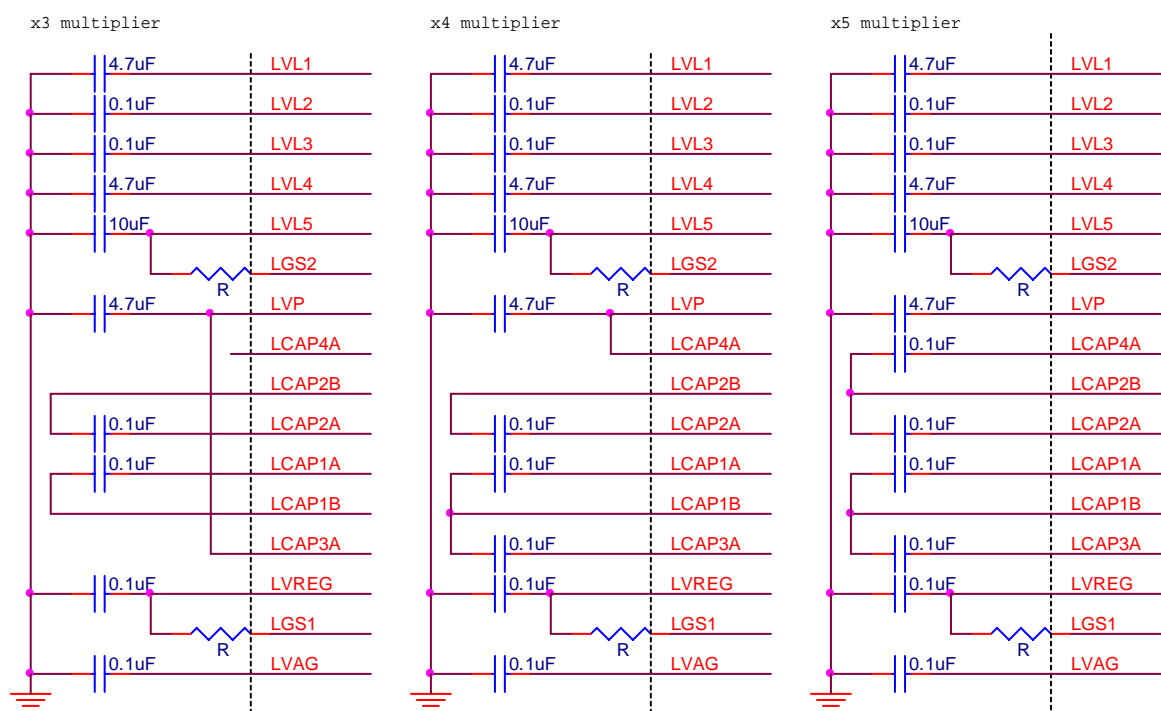 x3 multiplier
4.7uF LVL1
0.1uF LVL2
0.1uF LVL3
4.7uF LVL4
10uF LVL5
LGS2
R
4.7uF LVP
LCAP4A
LCAP2B
0.1uF LCAP2A
0.1uF LCAP1A
LCAP1B
LCAP3A
0.1uF LVREG
LGS1
R
0.1uF LVAG
x4 multiplier
4.7uF LVL1
0.1uF LVL2
0.1uF LVL3
4.7uF LVL4
10uF LVL5
LGS2
R
4.7uF LVP
LCAP4A
LCAP2B
0.1uF LCAP2A
0.1uF LCAP1A
LCAP1B
0.1uF LCAP3A
0.1uF LVREG
LGS1
R
0.1uF LVAG
x5 multiplier
4.7uF LVL1
0.1uF LVL2
0.1uF LVL3
4.7uF LVL4
10uF LVL5
LGS2
R
4.7uF LVP
0.1uF LCAP4A
LCAP2B
0.1uF LCAP2A
0.1uF LCAP1A
LCAP1B
0.1uF LCAP3A
0.1uF LVREG
LGS1
R
0.1uF LVAG